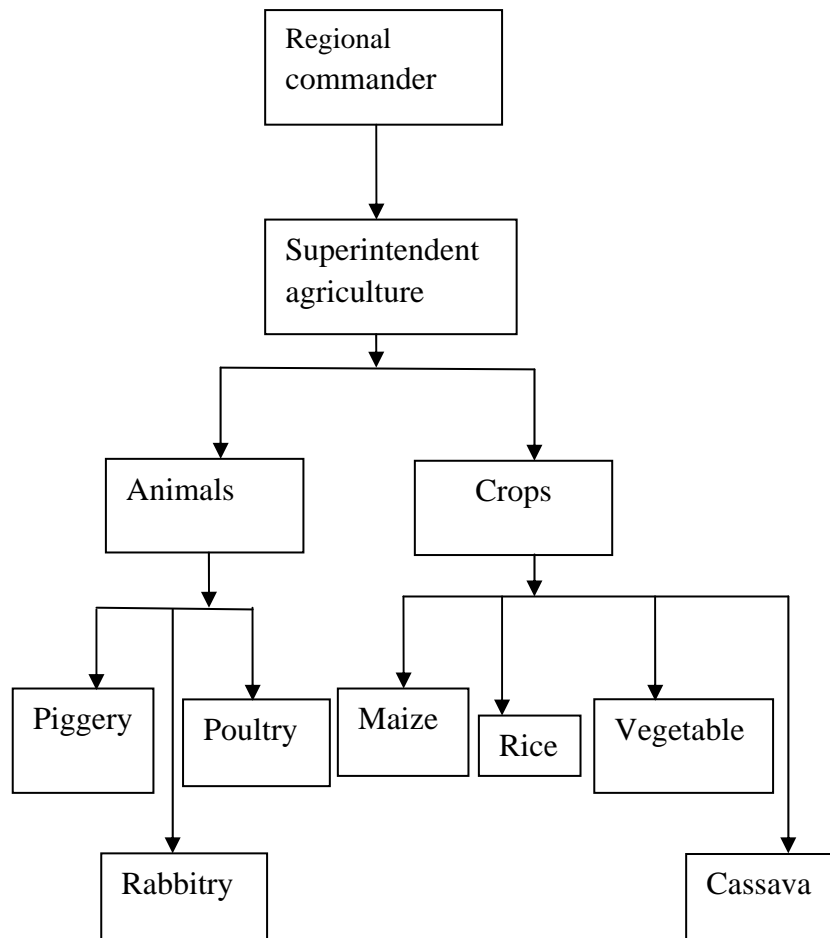 Regional
commander
Superintendent
agriculture
Animals
Crops
Piggery
Poultry
Maize
Rice
Vegetable
Rabbitry
Cassava